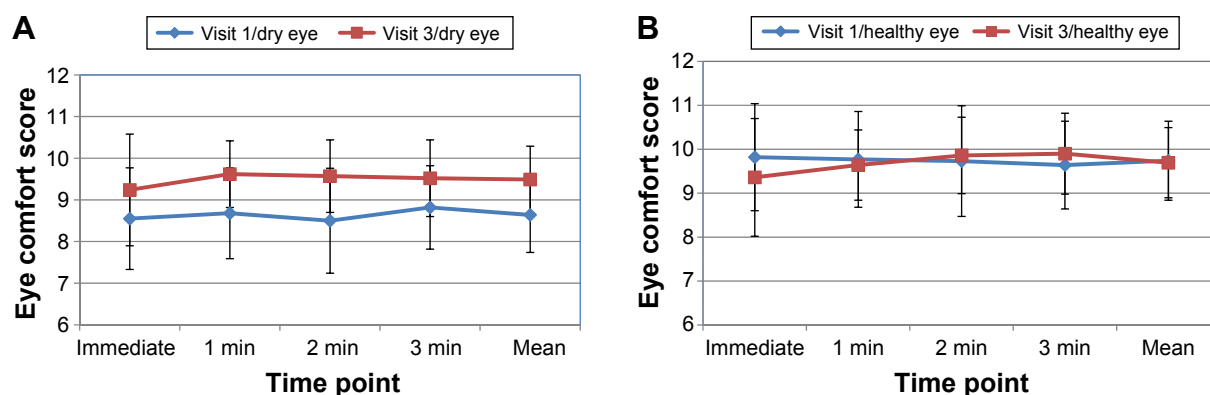 A
Visit 1/dry eye
Visit 3/dry eye
Eye comfort score
12
11
10
9
8
7
6
Immediate 1 min 2 min 3 min Mean
Time point
B
Visit 1/healthy eye
Visit 3/healthy eye
Eye comfort score
12
11
10
9
8
7
6
Immediate 1 min 2 min 3 min Mean
Time point